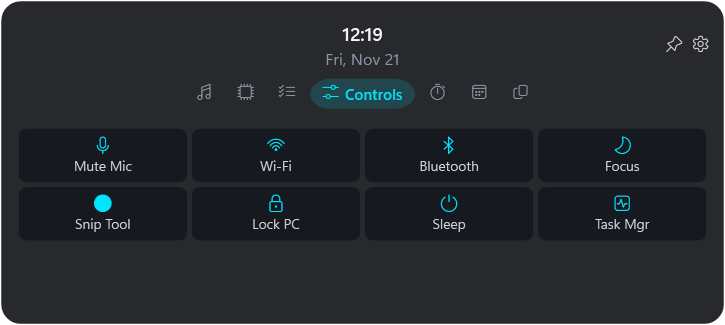 12:19
Fri, Nov 21
Controls
Mute Mic
Wi-Fi
Bluetooth
Focus
Snip Tool
Lock PC
Sleep
Task Mgr